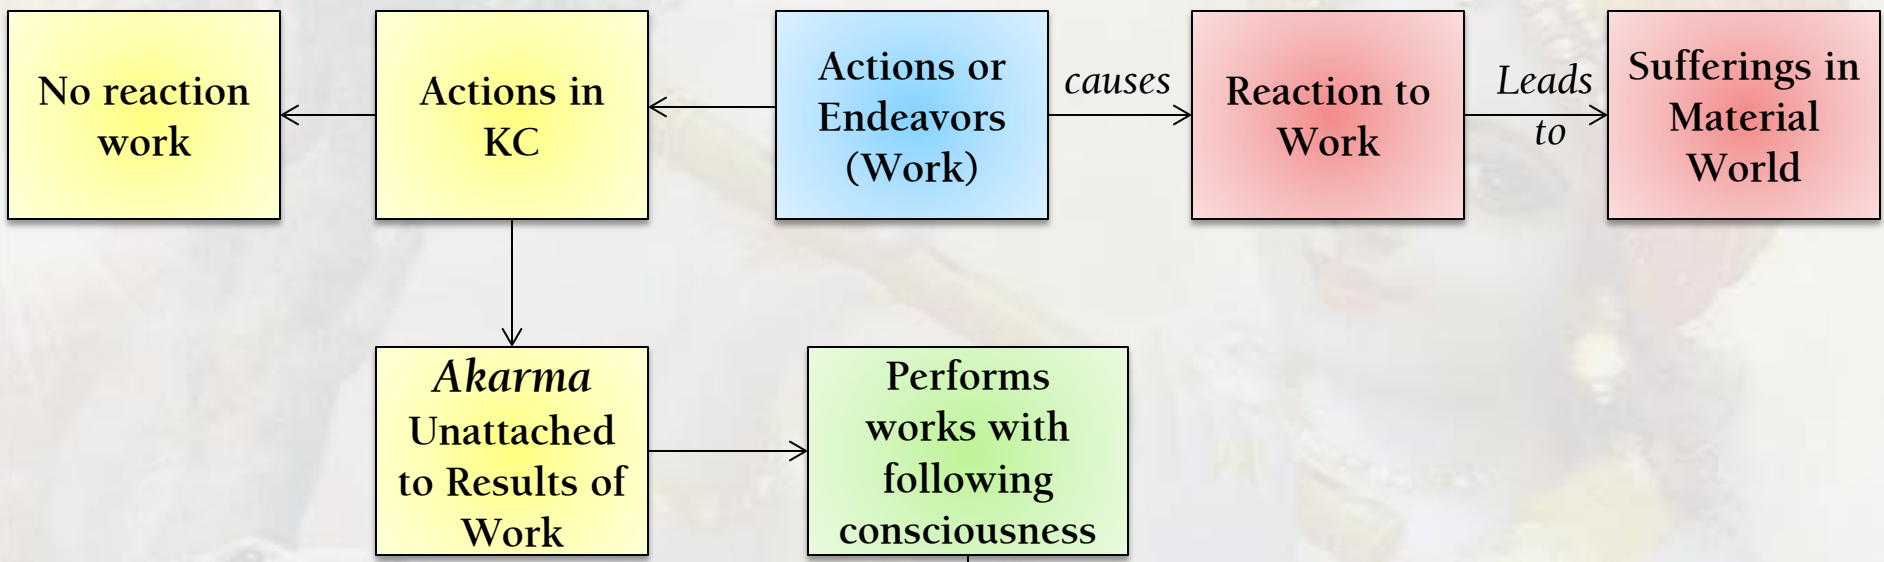 No reaction
work
Actions in
KC
Actions or
Endeavors
(Work)
causes
Reaction to
Work
Leads
to
Sufferings in
Material
World
Akarma
Unattached
to Results of
Work
Performs
works with
following
consciousness